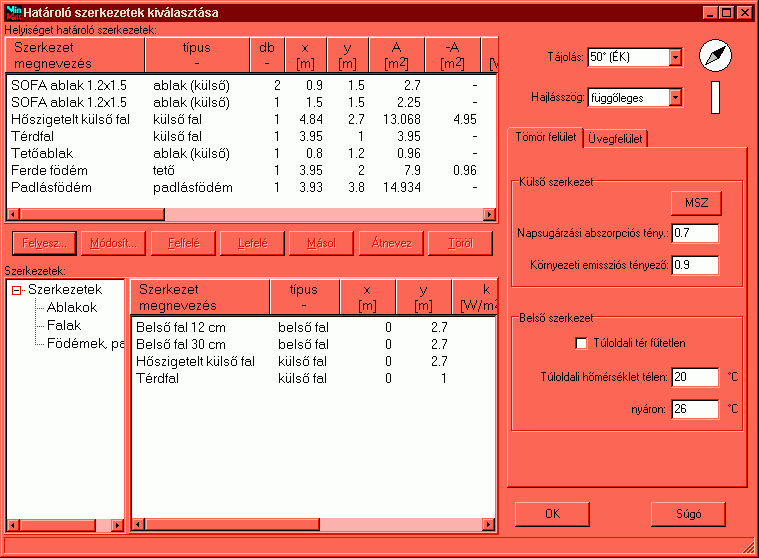 Határoló szerkezetek kiválasztása
Helyiséget határoló szerkezetek:
Szerkezet megnevezés típus - db - x [m] y [m] A [m2] -A [m2]
SOFA ablak 1.2x1.5 ablak (külső) 2 0.9 1.5 2.7 -
SOFA ablak 1.2x1.5 ablak (külső) 1 1.5 1.5 2.25 -
Hőszigetelt külső fal külső fal 1 4.84 2.7 13.068 4.95
Térdfal külső fal 1 3.95 1 3.95 -
Tetőablak ablak (külső) 1 0.8 1.2 0.96 -
Ferde födém tető 1 3.95 2 7.9 0.96
Padlásfödém padlásfödém 1 3.93 3.8 14.934 -
Felvesz... Módosít... Felfelé Lefelé Másol Átnevez Töröl
Szerkezetek:
Szerkezetek
Ablakok
Falak
Födémek, pa
Szerkezet megnevezés típus - x [m] y [m] k [W/m2
Belső fal 12 cm belső fal 0 2.7
Belső fal 30 cm belső fal 0 2.7
Hőszigetelt külső fal külső fal 0 2.7
Térdfal külső fal 0 1
Tájolás: 50° (ÉK)
Hajlásszög: függőleges
Tömör felület Üvegfelület
Külső szerkezet
MSZ
Napsugárzási abszorpciós tény.: 0.7
Környezeti emissziós tényező: 0.9
Belső szerkezet
Túloldali tér fűtetlen
Túloldali hőmérséklet télen: 20 °C
nyáron: 26 °C
OK Súgó